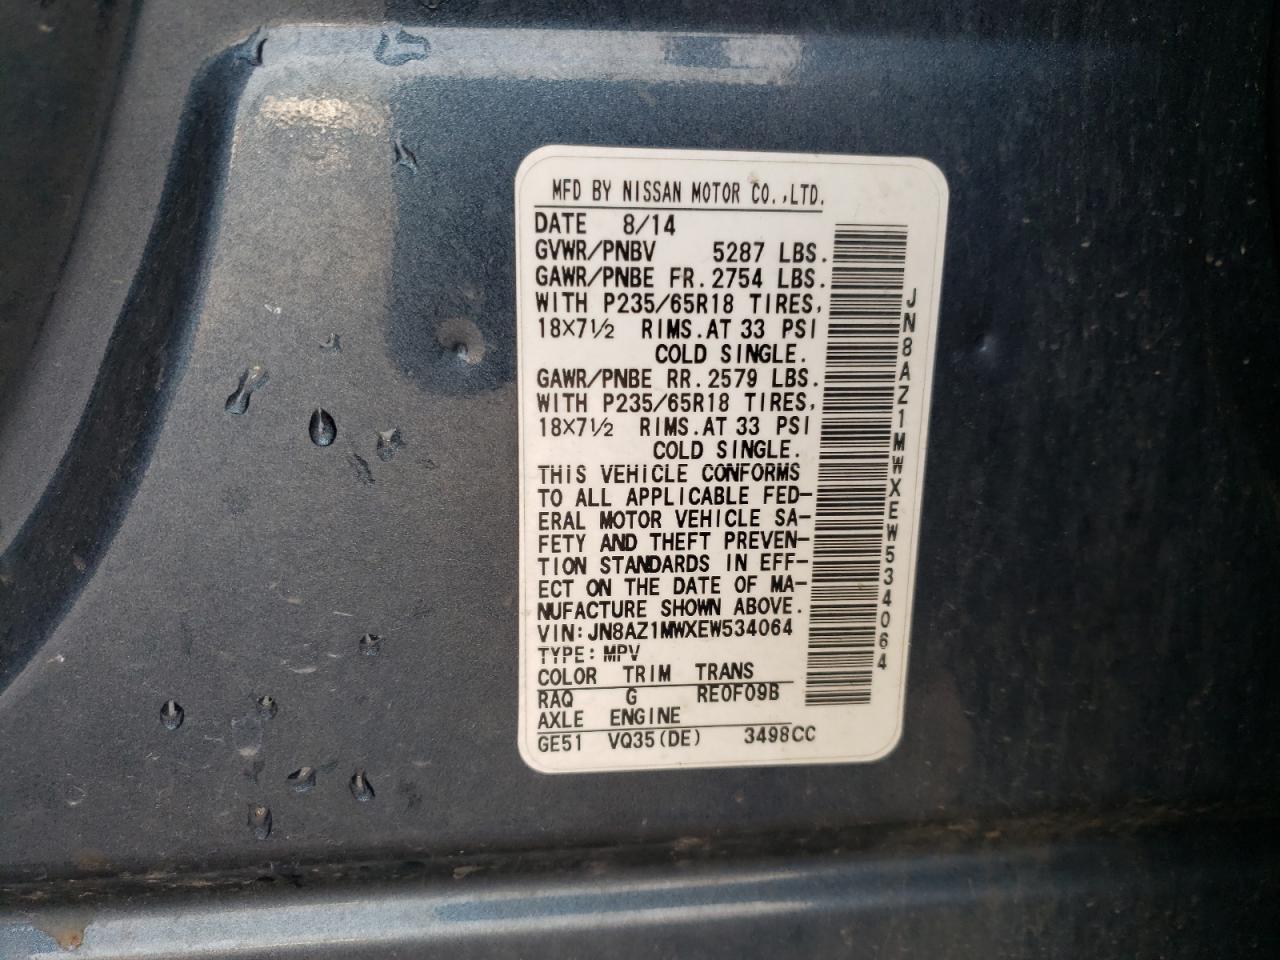 MFD BY NISSAN MOTOR CO.,LTD.
DATE 8/14
GVWR/PNBV 5287 LBS.
GAWR/PNBE FR.2754 LBS.
WITH P235/65R18 TIRES,
18×7½ RIMS.AT 33 PSI
COLD SINGLE.
GAWR/PNBE RR.2579 LBS.
WITH P235/65R18 TIRES,
18×7½ RIMS.AT 33 PSI
COLD SINGLE.
THIS VEHICLE CONFORMS
TO ALL APPLICABLE FED-
ERAL MOTOR VEHICLE SA-
FETY AND THEFT PREVEN-
TION STANDARDS IN EFF-
ECT ON THE DATE OF MA-
NUFACTURE SHOWN ABOVE.
VIN:JN8AZ1MWXEW534064
TYPE:MPV
COLOR TRIM TRANS
RAQ G RE0F09B
AXLE ENGINE
GE51 VQ35(DE) 3498CC
JN8AZ1MWXEW534064